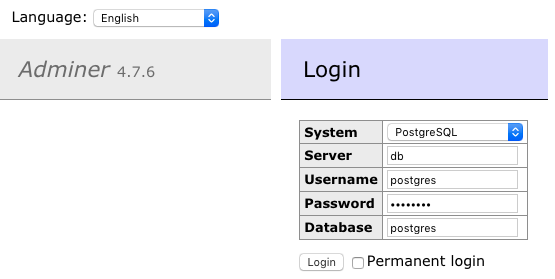 Language: English
Adminer 4.7.6
Login
System PostgreSQL
Server db
Username postgres
Password ••••••••
Database postgres
Login Permanent login